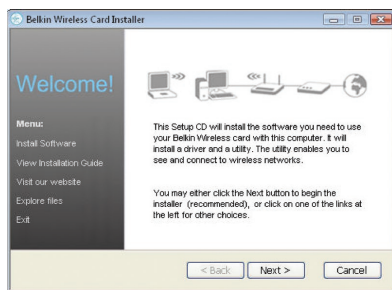 Belkin Wireless Card Installer
Welcome!
Menu:
Install Software
View Installation Guide
Visit our website
Explore files
Exit
This Setup CD will install the software you need to use
your Belkin Wireless card with this computer. It will
install a driver and a utility. The utility enables you to
see and connect to wireless networks.
You may either click the Next button to begin the
installer (recommended), or click on one of the links at
the left for other choices.
< Back
Next >
Cancel